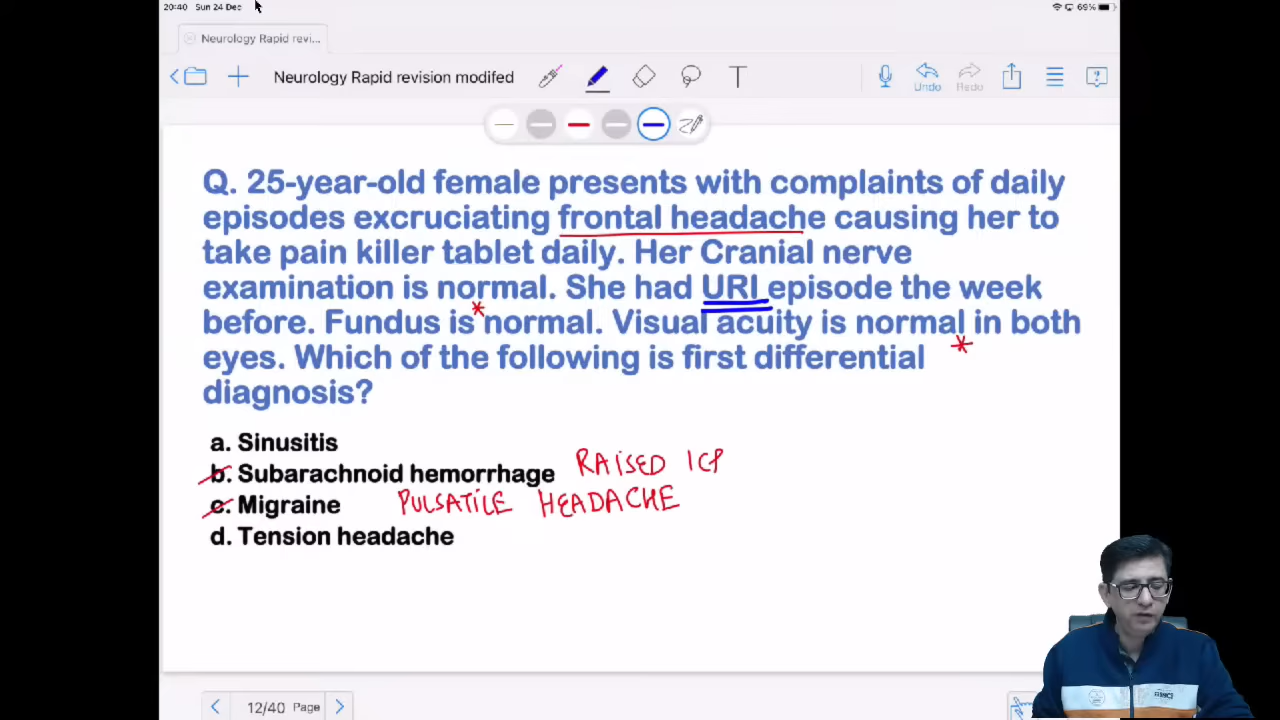 20:40 Sun 24 Dec
69%
Neurology Rapid revi...
Neurology Rapid revision modifed
T
Undo
Redo
Q. 25-year-old female presents with complaints of daily
episodes excruciating frontal headache causing her to
take pain killer tablet daily. Her Cranial nerve
examination is normal. She had URI episode the week
before. Fundus is normal. Visual acuity is normal in both
eyes. Which of the following is first differential
diagnosis?
a. Sinusitis
b. Subarachnoid hemorrhage RAISED ICP
c. Migraine PULSATILE HEADACHE
d. Tension headache
12/40 Page